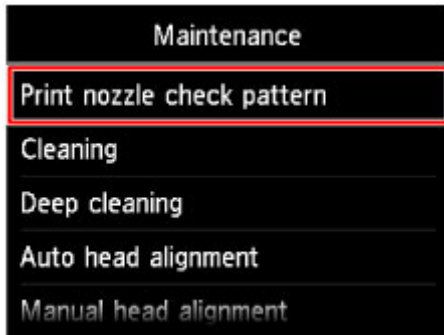 Maintenance
Print nozzle check pattern
Cleaning
Deep cleaning
Auto head alignment
Manual head alignment